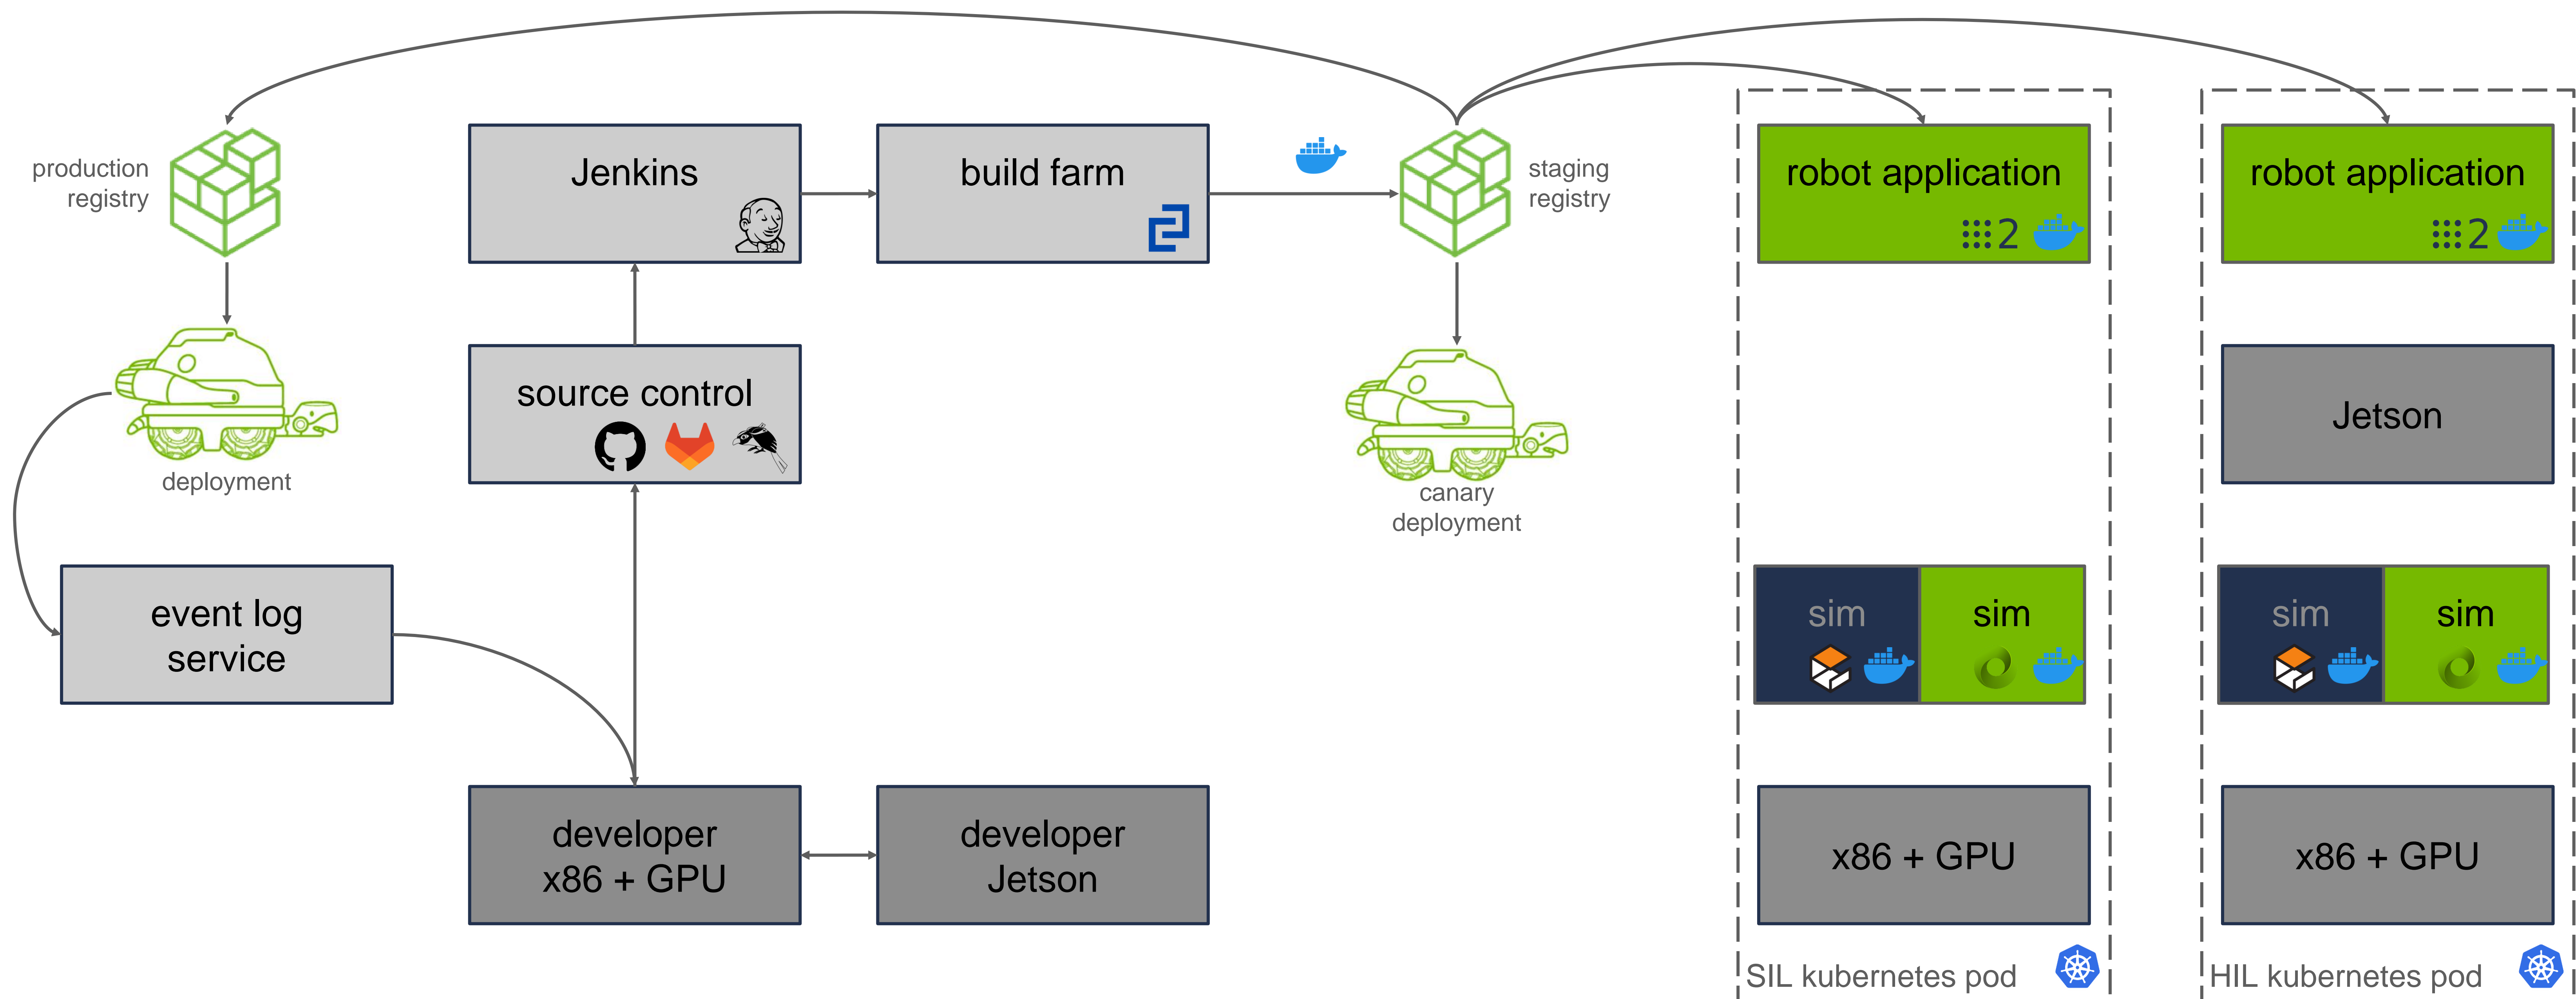 production
registry
Jenkins
build farm
staging
registry
robot application
2
robot application
2
deployment
source control
canary
deployment
Jetson
event log
service
sim
sim
sim
sim
developer
x86 + GPU
developer
Jetson
x86 + GPU
x86 + GPU
SIL kubernetes pod
HIL kubernetes pod